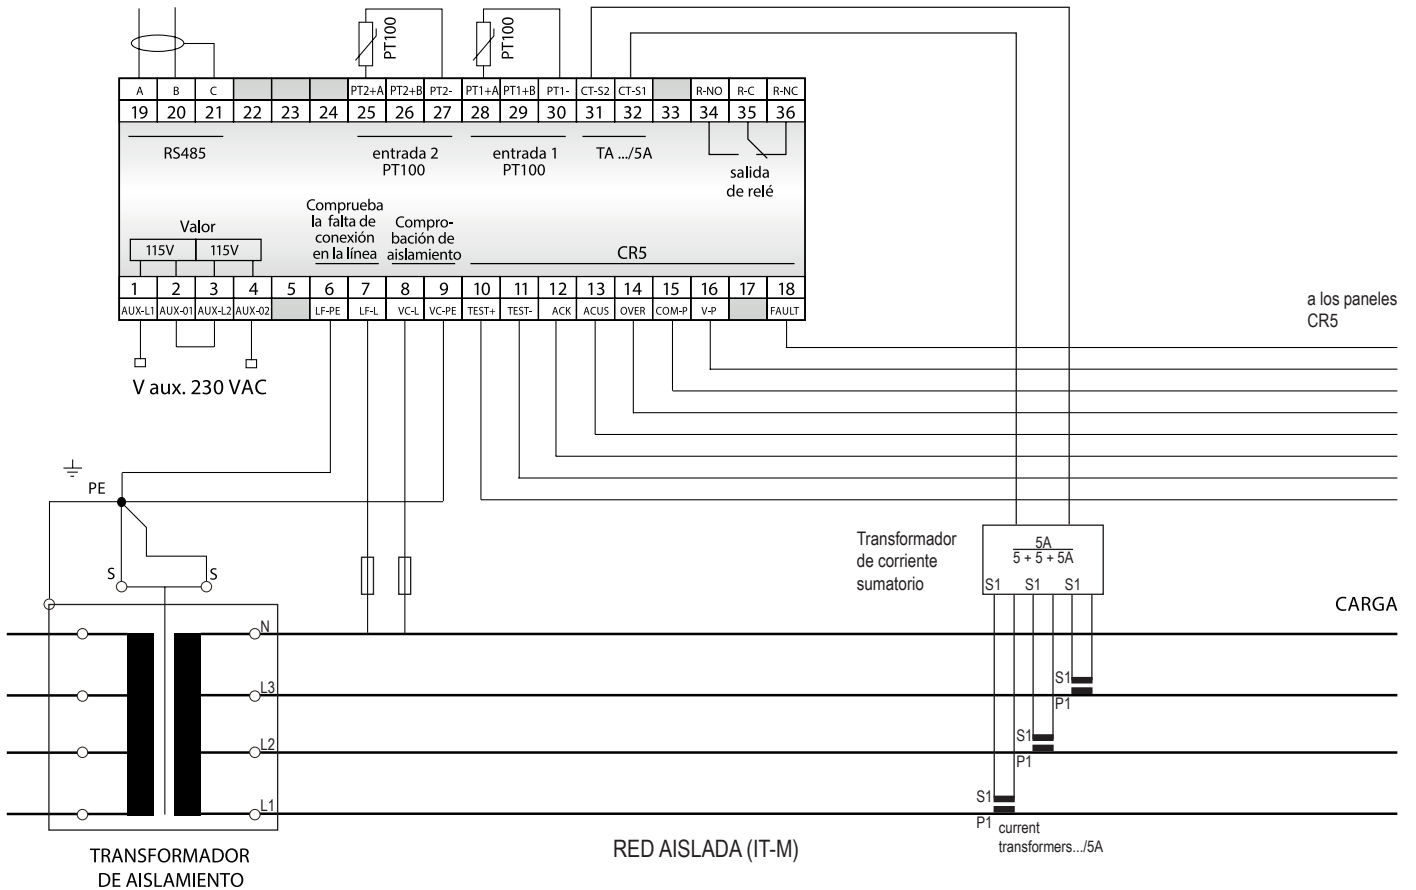 PT100
PT100
A B C PT2+A PT2+B PT2- PT1+A PT1+B PT1- CT-S2 CT-S1 R-NO R-C R-NC
19 20 21 22 23 24 25 26 27 28 29 30 31 32 33 34 35 36
RS485
entrada 2
PT100
entrada 1
PT100
TA .../5A
salida
de relé
Valor
115V 115V
Comprueba
la falta de
conexión
en la línea
Compro-
bación de
aislamiento
CR5
1 2 3 4 5 6 7 8 9 10 11 12 13 14 15 16 17 18
AUX-L1 AUX-01 AUX-L2 AUX-02 LF-PE LF-L VC-L VC-PE TEST+ TEST- ACK ACUS OVER COM-P V-P FAULT
a los paneles
CR5
V aux. 230 VAC
PE
S S
Transformador
de corriente
sumatorio
5A
5 + 5 + 5A
S1 S1 S1
CARGA
N
L3
S1
P1
L2
S1
P1
L1
S1
P1
current
transformers.../5A
RED AISLADA (IT-M)
TRANSFORMADOR
DE AISLAMIENTO